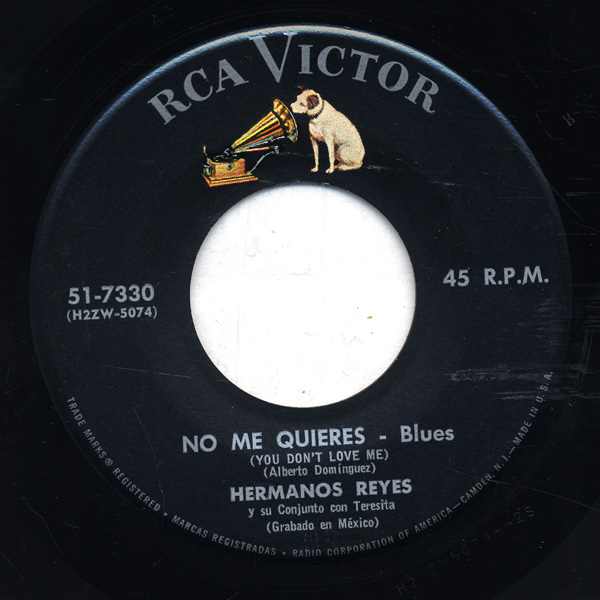 RCA VICTOR
51-7330
(H2ZW-5074)
45 R.P.M.
NO ME QUIERES - Blues
(YOU DON'T LOVE ME)
(Alberto Domínguez)
HERMANOS REYES
y su Conjunto con Teresita
(Grabado en México)
TRADE MARKS ® REGISTERED • MARCAS REGISTRADAS • RADIO CORPORATION OF AMERICA—CAMDEN, N.J.—MADE IN U.S.A.